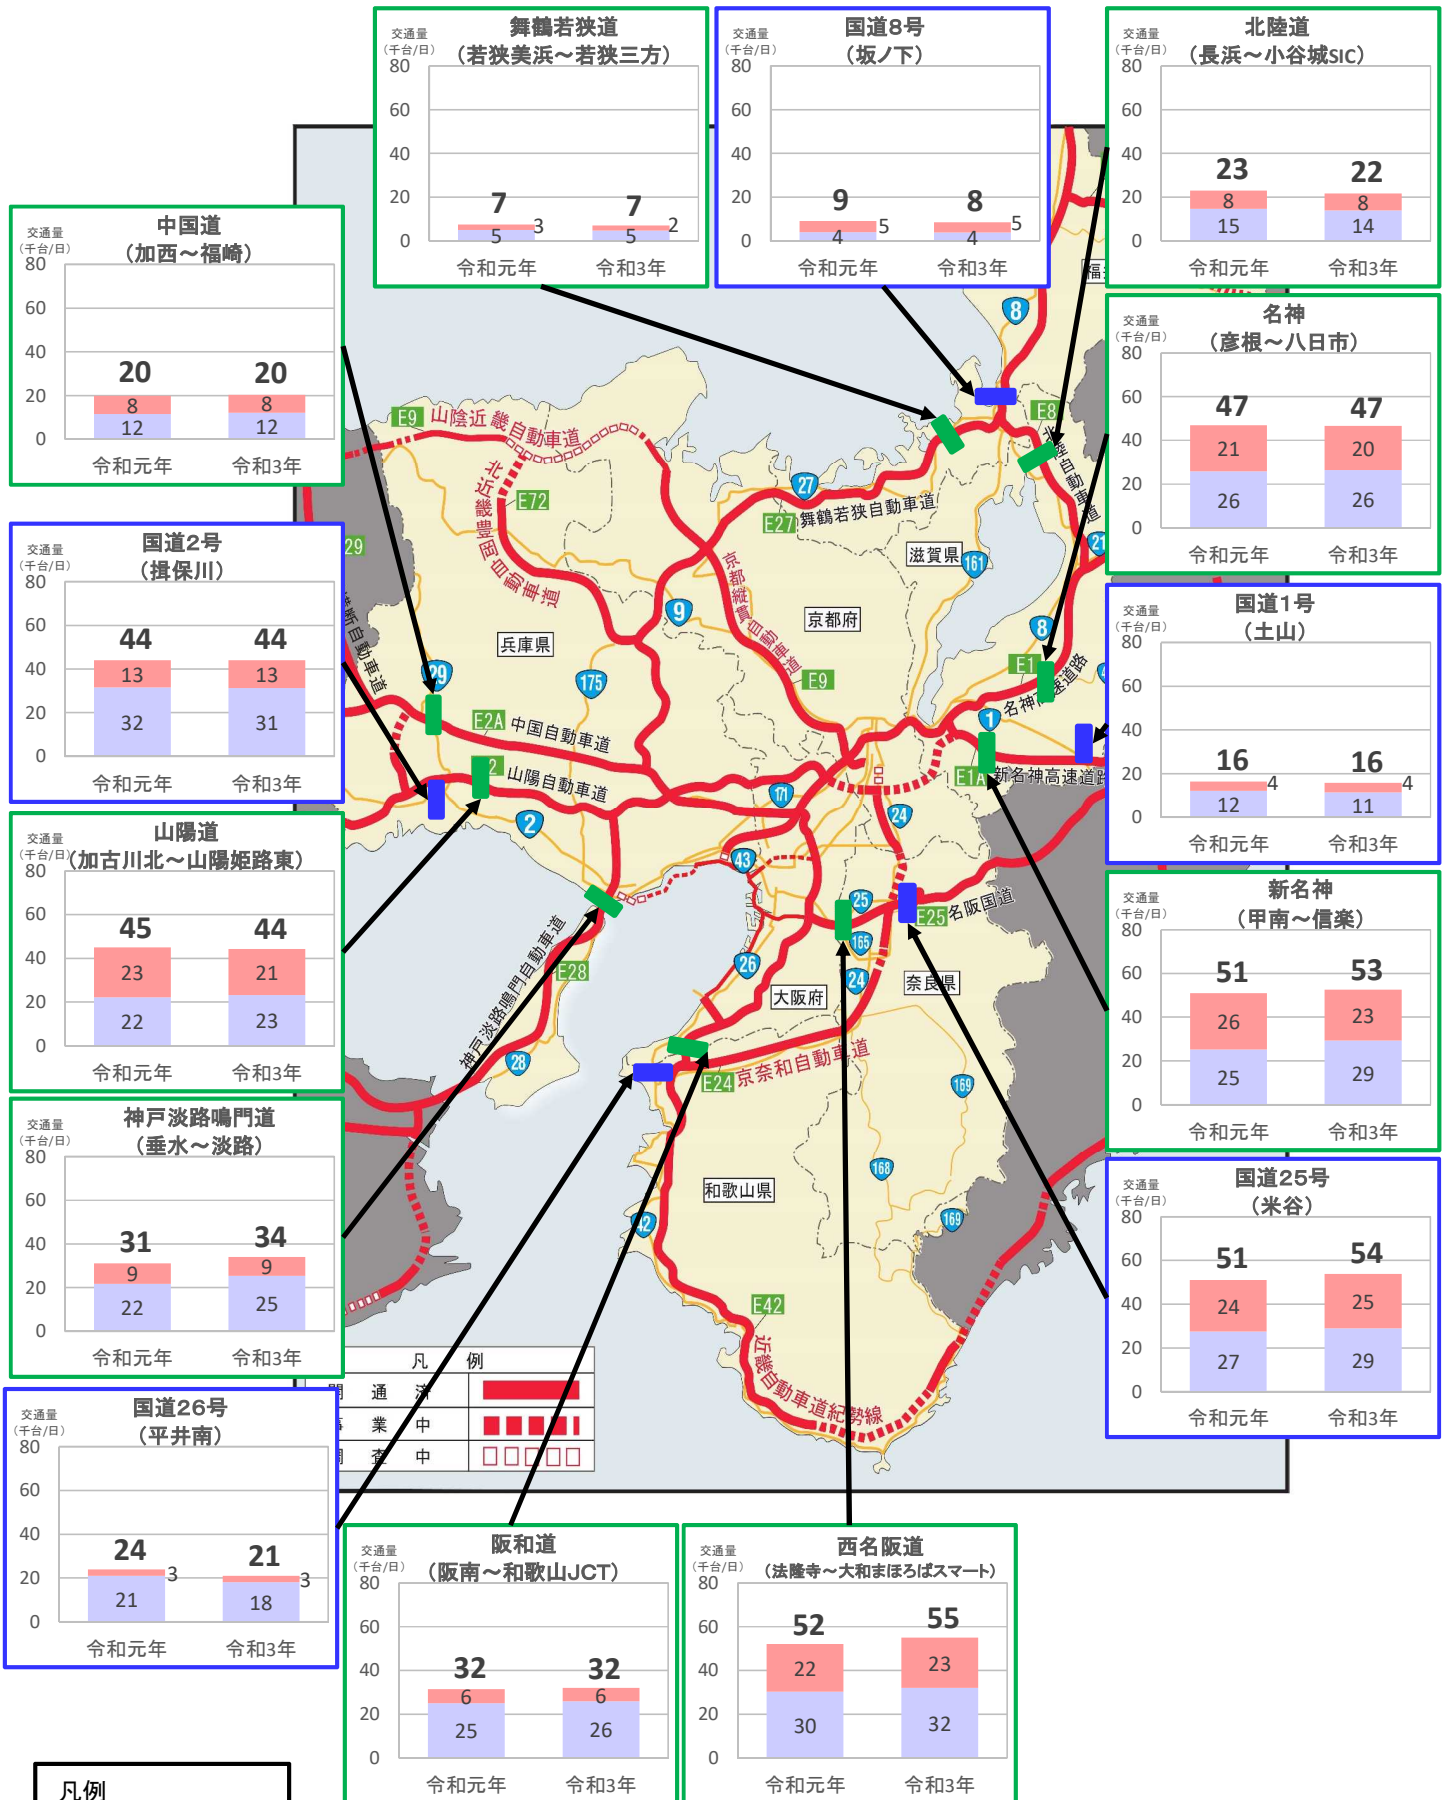 交通量
(千台/日)
舞鶴若狭道
(若狭美浜～若狭三方)
80
60
40
20
0
7
3
5
7
2
5
令和元年
令和3年
交通量
(千台/日)
国道8号
(坂ノ下)
80
60
40
20
0
9
5
4
8
5
4
令和元年
令和3年
交通量
(千台/日)
北陸道
(長浜～小谷城SIC)
80
60
40
20
0
23
8
15
22
8
14
令和元年
令和3年
交通量
(千台/日)
中国道
(加西～福崎)
80
60
40
20
0
20
8
12
20
8
12
令和元年
令和3年
交通量
(千台/日)
名神
(彦根～八日市)
80
60
40
20
0
47
21
26
47
20
26
令和元年
令和3年
交通量
(千台/日)
国道2号
(揖保川)
80
60
40
20
0
44
13
32
44
13
31
令和元年
令和3年
交通量
(千台/日)
国道1号
(土山)
80
60
40
20
0
16
4
12
16
4
11
令和元年
令和3年
交通量
(千台/日)
山陽道
(加古川北～山陽姫路東)
80
60
40
20
0
45
23
22
44
21
23
令和元年
令和3年
交通量
(千台/日)
新名神
(甲南～信楽)
80
60
40
20
0
51
26
25
53
23
29
令和元年
令和3年
交通量
(千台/日)
神戸淡路鳴門道
(垂水～淡路)
80
60
40
20
0
31
9
22
34
9
25
令和元年
令和3年
交通量
(千台/日)
国道25号
(米谷)
80
60
40
20
0
51
24
27
54
25
29
令和元年
令和3年
交通量
(千台/日)
国道26号
(平井南)
80
60
40
20
0
24
3
21
21
3
18
令和元年
令和3年
交通量
(千台/日)
阪和道
(阪南～和歌山JCT)
80
60
40
20
0
32
6
25
32
6
26
令和元年
令和3年
交通量
(千台/日)
西名阪道
(法隆寺～大和まほろばスマート)
80
60
40
20
0
52
22
30
55
23
32
令和元年
令和3年
8
E9
山陰近畿自動車道
E8
北陸自動車道
北近畿豊岡自動車道
E72
27
E27
舞鶴若狭自動車道
滋賀県
161
21
29
京都縦貫自動車道
9
京都府
8
兵庫県
E1
名神高速道路
29
175
E9
E2A
中国自動車道
1
山陽自動車道
E1A
新名神高速道路
171
2
24
43
25
E25
名阪国道
165
神戸淡路鳴門自動車道
E28
26
24
奈良県
大阪府
28
E24
京奈和自動車道
169
168
和歌山県
169
42
E42
近畿自動車道紀勢線
凡 例
通 済
業 中
査 中
凡例